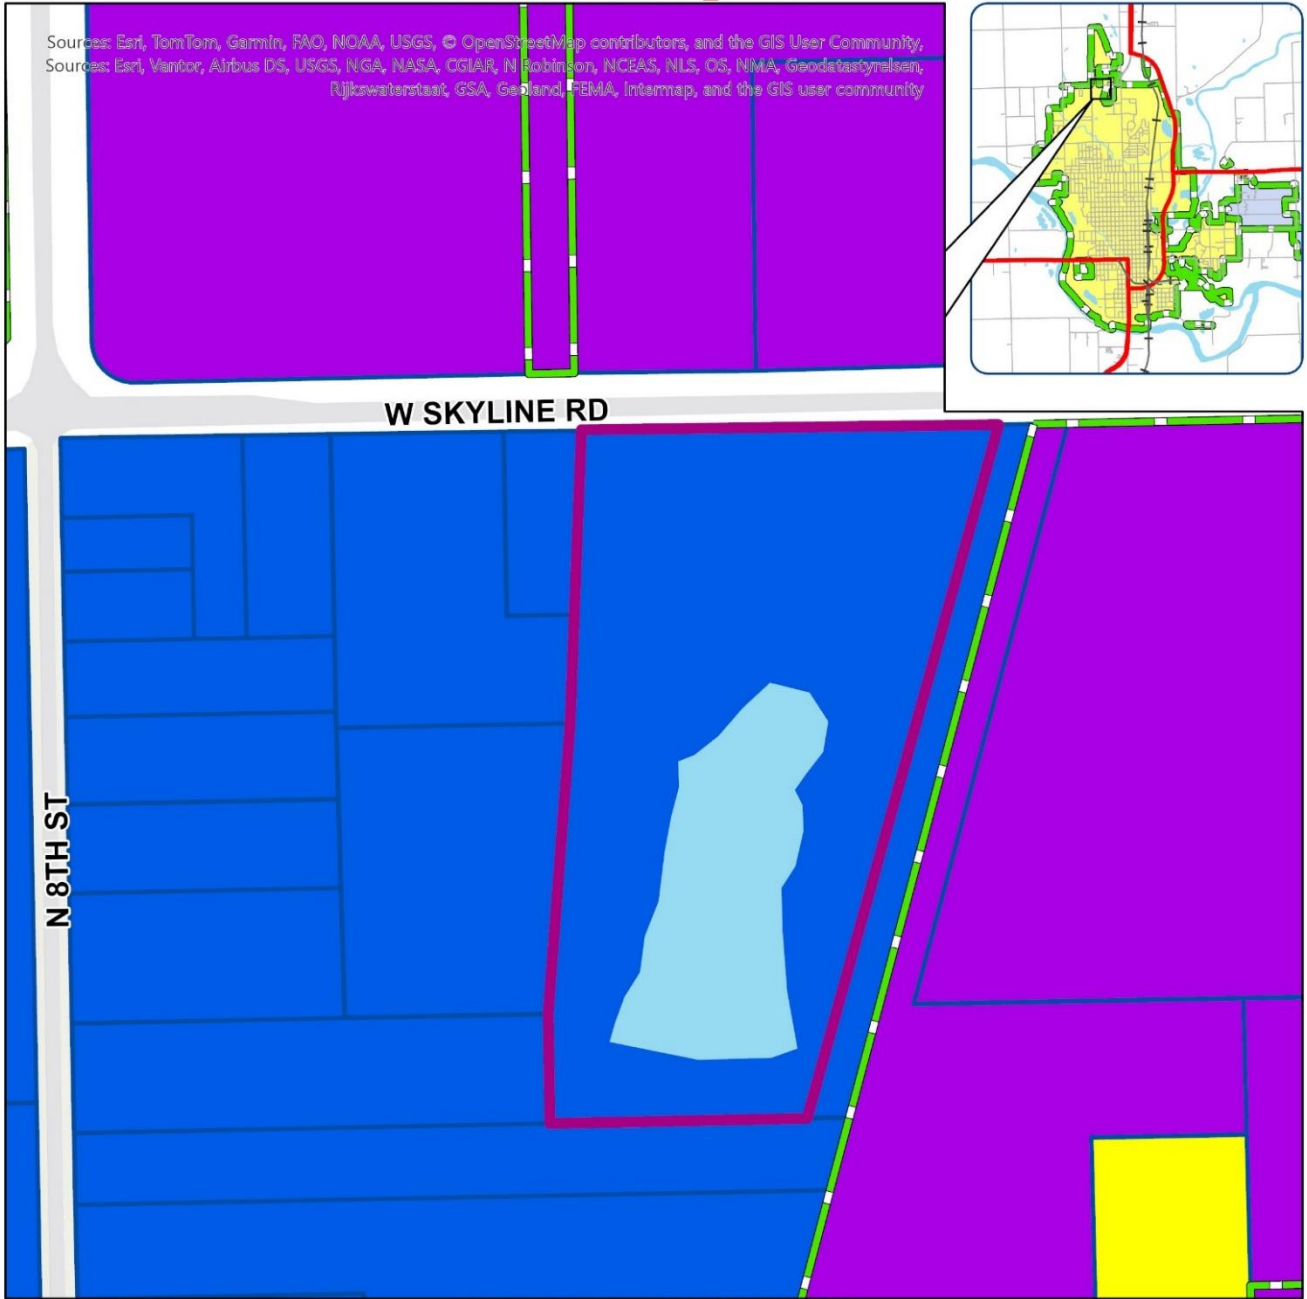 Sources: Esri, TomTom, Garmin, FAO, NOAA, USGS, © OpenStreetMap contributors, and the GIS User Community,
Sources: Esri, Vantor, Airbus DS, USGS, NGA, NASA, CGIAR, N Robinson, NCEAS, NLS, OS, NMA, Geodatastyrelsen,
Rijkswaterstaat, GSA, Geoland, FEMA, Intermap, and the GIS user community
W SKYLINE RD
N 8TH ST